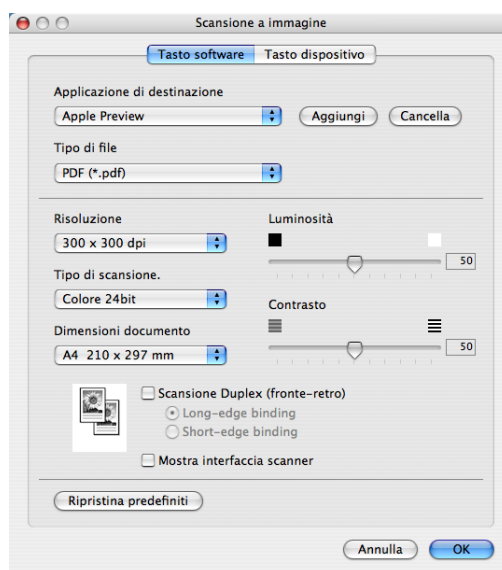 Scansione a immagine
Tasto software Tasto dispositivo
Applicazione di destinazione
Apple Preview Aggiungi Cancella
Tipo di file
PDF (*.pdf)
Risoluzione Luminosità
300 x 300 dpi
50
Tipo di scansione.
Colore 24bit Contrasto
Dimensioni documento
A4 210 x 297 mm 50
Scansione Duplex (fronte-retro)
Long-edge binding
Short-edge binding
Mostra interfaccia scanner
Ripristina predefiniti
Annulla OK